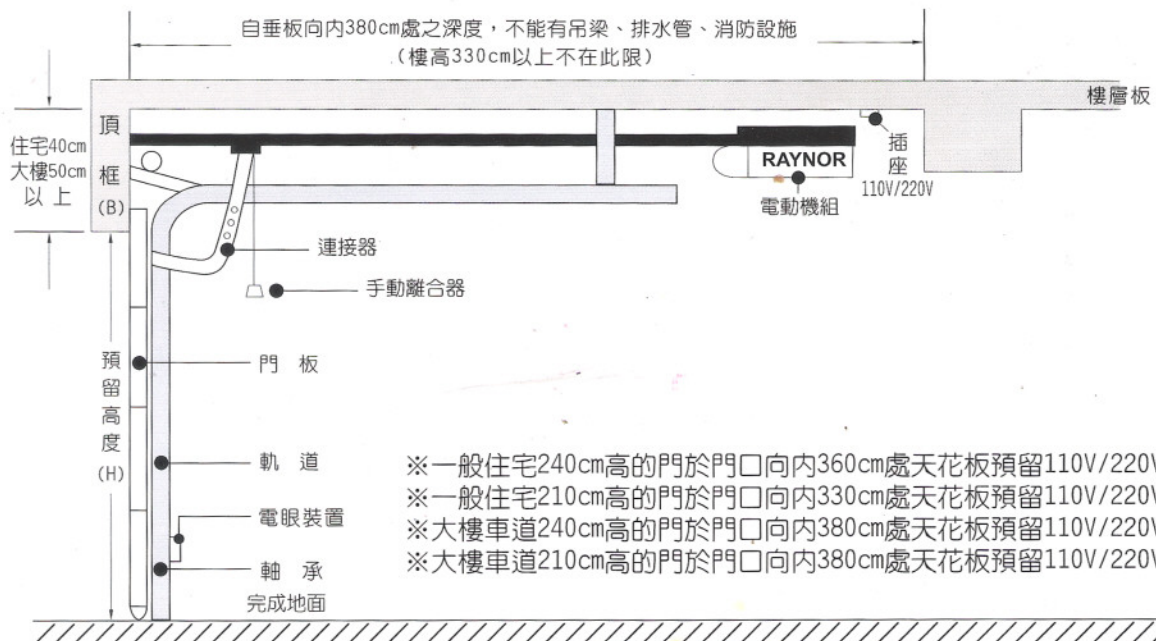 自垂板向内380cm處之深度，不能有吊梁、排水管、消防設施
（樓高330cm以上不在此限）
樓層板
住宅40cm
大樓50cm
以上
頂框(B)
插座
110V/220V
RAYNOR
電動機組
連接器
手動離合器
預留高度(H)
門 板
軌 道
電眼裝置
軸 承
完成地面
※一般住宅240cm高的門於門口向内360cm處天花板預留110V/220V
※一般住宅210cm高的門於門口向内330cm處天花板預留110V/220V
※大樓車道240cm高的門於門口向内380cm處天花板預留110V/220V
※大樓車道210cm高的門於門口向内380cm處天花板預留110V/220V